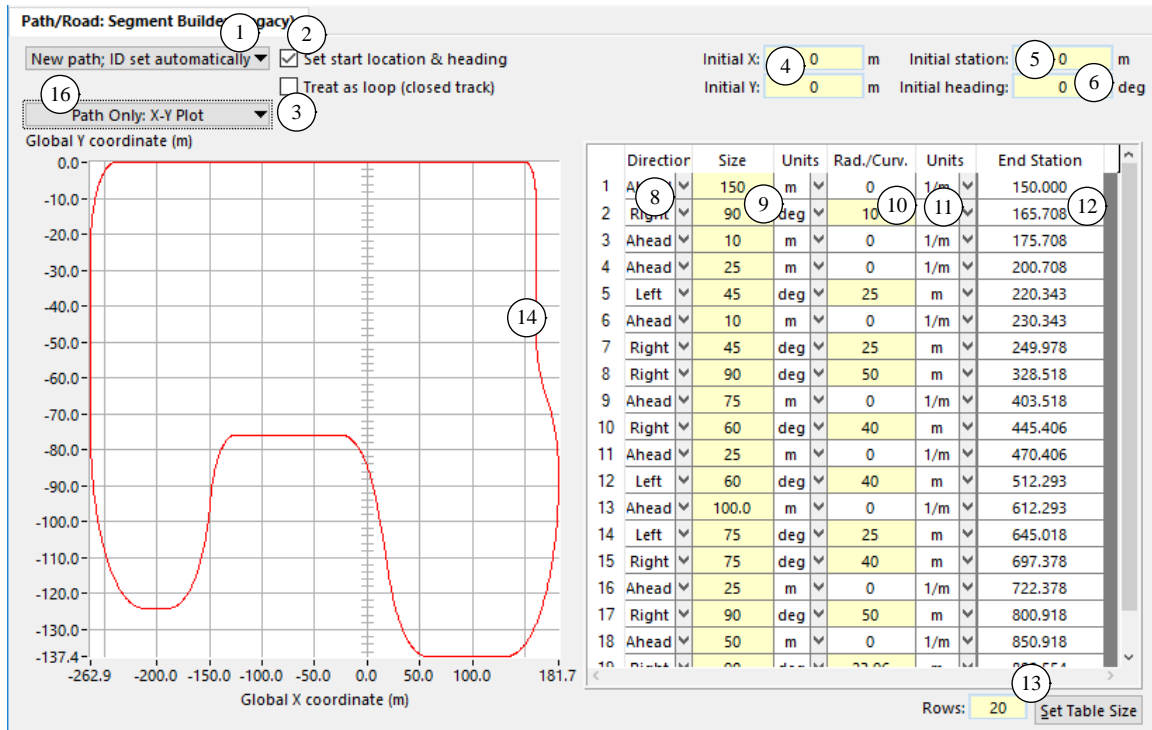 Path/Road: Segment Builder gacy)
1
2
New path; ID set automatically
Set start location & heading
Initial X: 0 m
Initial station: 0 m
4
5
Treat as loop (closed track)
Initial Y: 0 m
Initial heading: 0 deg
6
16
3
Path Only: X-Y Plot
Global Y coordinate (m)
0.0
-10.0
-20.0
-30.0
-40.0
-50.0
-60.0
-70.0
-80.0
-90.0
-100.0
-110.0
-120.0
-130.0
-137.4
14
-262.9 -200.0 -150.0 -100.0 -50.0 0.0 50.0 100.0 181.7
Global X coordinate (m)
Direction Size Units Rad./Curv. Units End Station
1 150 m 0 1/m 150.000
8
9
10
11
12
2 Right 90 deg 10 165.708
3 Ahead 10 m 0 1/m 175.708
4 Ahead 25 m 0 1/m 200.708
5 Left 45 deg 25 m 220.343
6 Ahead 10 m 0 1/m 230.343
7 Right 45 deg 25 m 249.978
8 Right 90 deg 50 m 328.518
9 Ahead 75 m 0 1/m 403.518
10 Right 60 deg 40 m 445.406
11 Ahead 25 m 0 1/m 470.406
12 Left 60 deg 40 m 512.293
13 Ahead 100.0 m 0 1/m 612.293
14 Left 75 deg 25 m 645.018
15 Right 75 deg 40 m 697.378
16 Ahead 25 m 0 1/m 722.378
17 Right 90 deg 50 m 800.918
18 Ahead 50 m 0 1/m 850.918
13
Rows: 20 Set Table Size